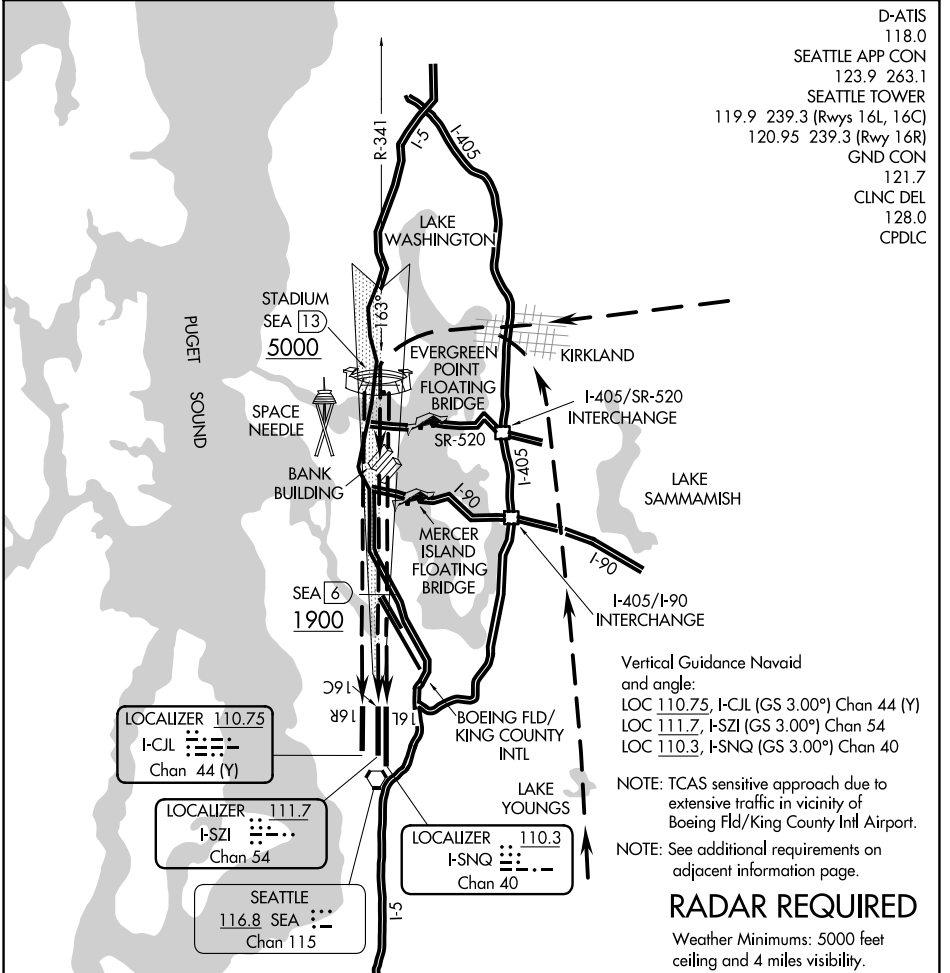 D-ATIS
118.0
SEATTLE APP CON
123.9 263.1
SEATTLE TOWER
119.9 239.3 (Rwys 16L, 16C)
120.95 239.3 (Rwy 16R)
GND CON
121.7
CLNC DEL
128.0
CPDLC
R-341
I-5
I-405
LAKE
WASHINGTON
163°
STADIUM
SEA 13
5000
PUGET
SOUND
EVERGREEN
POINT
FLOATING
BRIDGE
KIRKLAND
SPACE
NEEDLE
I-405/SR-520
INTERCHANGE
SR-520
I-405
BANK
BUILDING
I-90
LAKE
SAMMAMISH
MERCER
ISLAND
FLOATING
BRIDGE
I-90
SEA 6
1900
I-405/I-90
INTERCHANGE
16C
16R
16L
BOEING FLD/
KING COUNTY
INTL
Vertical Guidance Navaid
and angle:
LOC 110.75, I-CJL (GS 3.00°) Chan 44 (Y)
LOC 111.7, I-SZI (GS 3.00°) Chan 54
LOC 110.3, I-SNQ (GS 3.00°) Chan 40
LOCALIZER 110.75
I-CJL
Chan 44 (Y)
LAKE
YOUNGS
NOTE: TCAS sensitive approach due to
extensive traffic in vicinity of
Boeing Fld/King County Intl Airport.
LOCALIZER 111.7
I-SZI
Chan 54
LOCALIZER 110.3
I-SNQ
Chan 40
NOTE: See additional requirements on
adjacent information page.
SEATTLE
116.8 SEA
Chan 115
I-5
RADAR REQUIRED
Weather Minimums: 5000 feet
ceiling and 4 miles visibility.